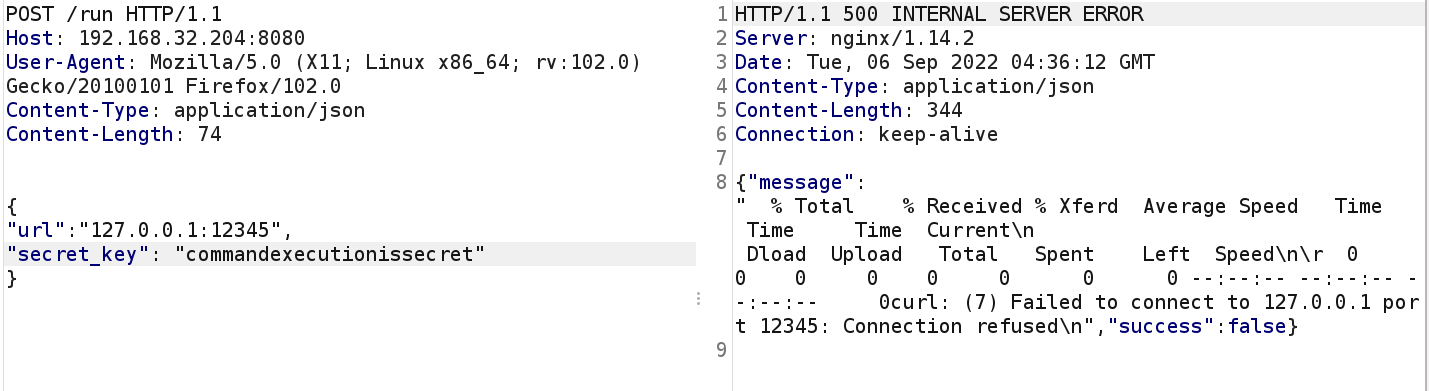 POST /run HTTP/1.1
Host: 192.168.32.204:8080
User-Agent: Mozilla/5.0 (X11; Linux x86_64; rv:102.0)
Gecko/20100101 Firefox/102.0
Content-Type: application/json
Content-Length: 74
{
"url":"127.0.0.1:12345",
"secret_key": "commandexecutionissecret"
}
1 HTTP/1.1 500 INTERNAL SERVER ERROR
2 Server: nginx/1.14.2
3 Date: Tue, 06 Sep 2022 04:36:12 GMT
4 Content-Type: application/json
5 Content-Length: 344
6 Connection: keep-alive
7
8 {"message":
"  % Total    % Received % Xferd  Average Speed   Time
 Time     Time  Current\n
 Dload  Upload   Total   Spent    Left  Speed\n\r  0
0    0     0    0     0      0      0 --:--:-- --:--:-- -
-:--:--     0curl: (7) Failed to connect to 127.0.0.1 por
t 12345: Connection refused\n","success":false}
9